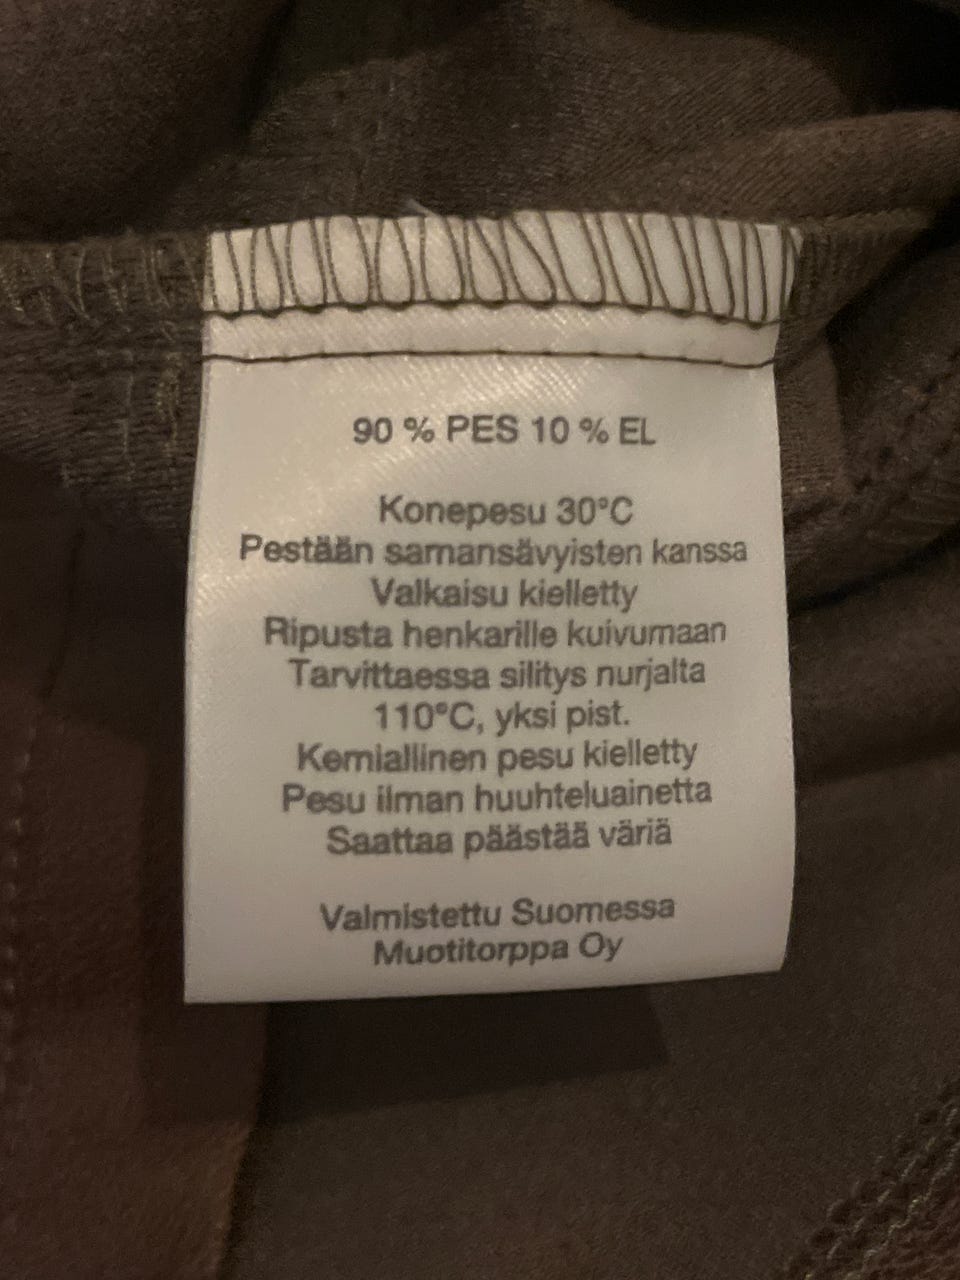 90 % PES 10 % EL
Konepesu 30°C
Pestään samansävyisten kanssa
Valkaisu kielletty
Ripusta henkarille kuivumaan
Tarvittaessa silitys nurjalta
110°C, yksi pist.
Kemiallinen pesu kielletty
Pesu ilman huuhteluainetta
Saattaa päästää väriä
Valmistettu Suomessa
Muotitorppa Oy